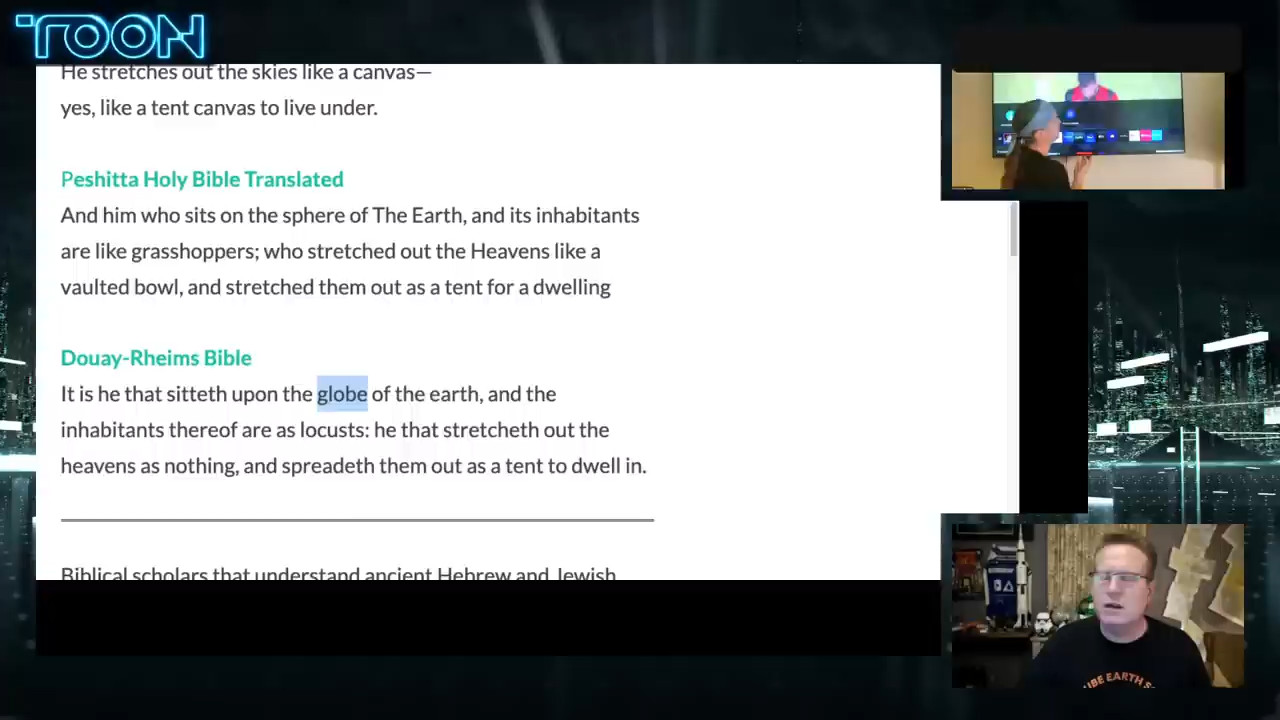 TOON
He stretches out the skies like a canvas—
yes, like a tent canvas to live under.
Peshitta Holy Bible Translated
And him who sits on the sphere of The Earth, and its inhabitants
are like grasshoppers; who stretched out the Heavens like a
vaulted bowl, and stretched them out as a tent for a dwelling
Douay-Rheims Bible
It is he that sitteth upon the globe of the earth, and the
inhabitants thereof are as locusts: he that stretcheth out the
heavens as nothing, and spreadeth them out as a tent to dwell in.
Biblical scholars that understand ancient Hebrew and Jewish
EARTH